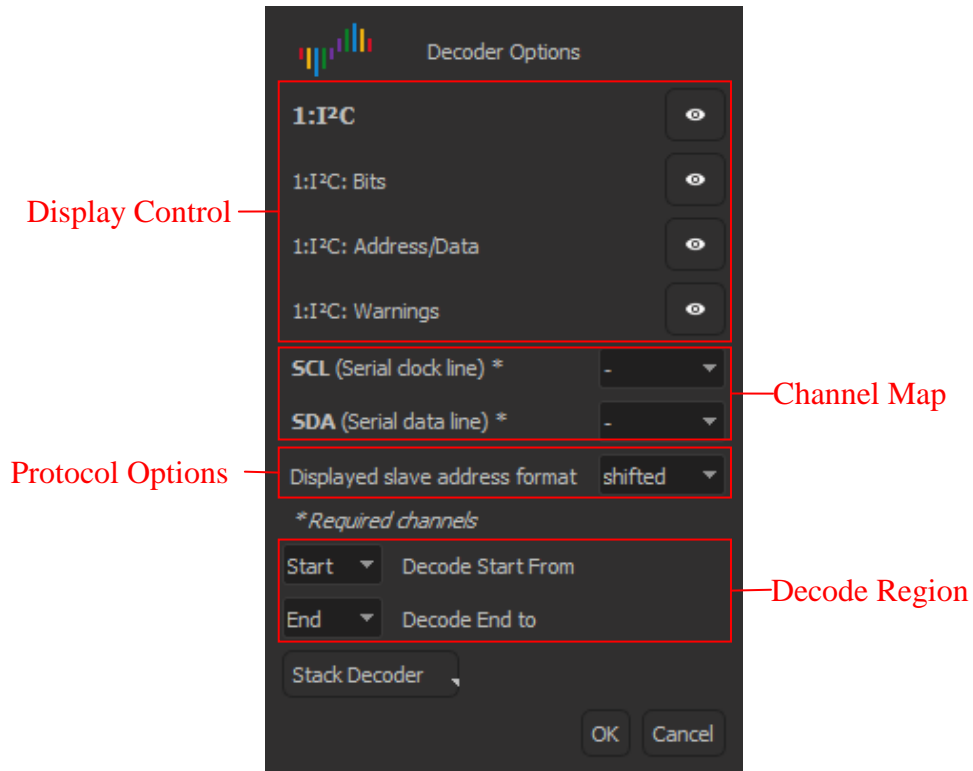 Decoder Options
1:I²C
1:I²C: Bits
Display Control
1:I²C: Address/Data
1:I²C: Warnings
SCL (Serial clock line) * -
Channel Map
SDA (Serial data line) * -
Protocol Options
Displayed slave address format shifted
*Required channels
Start Decode Start From
Decode Region
End Decode End to
Stack Decoder
OK Cancel